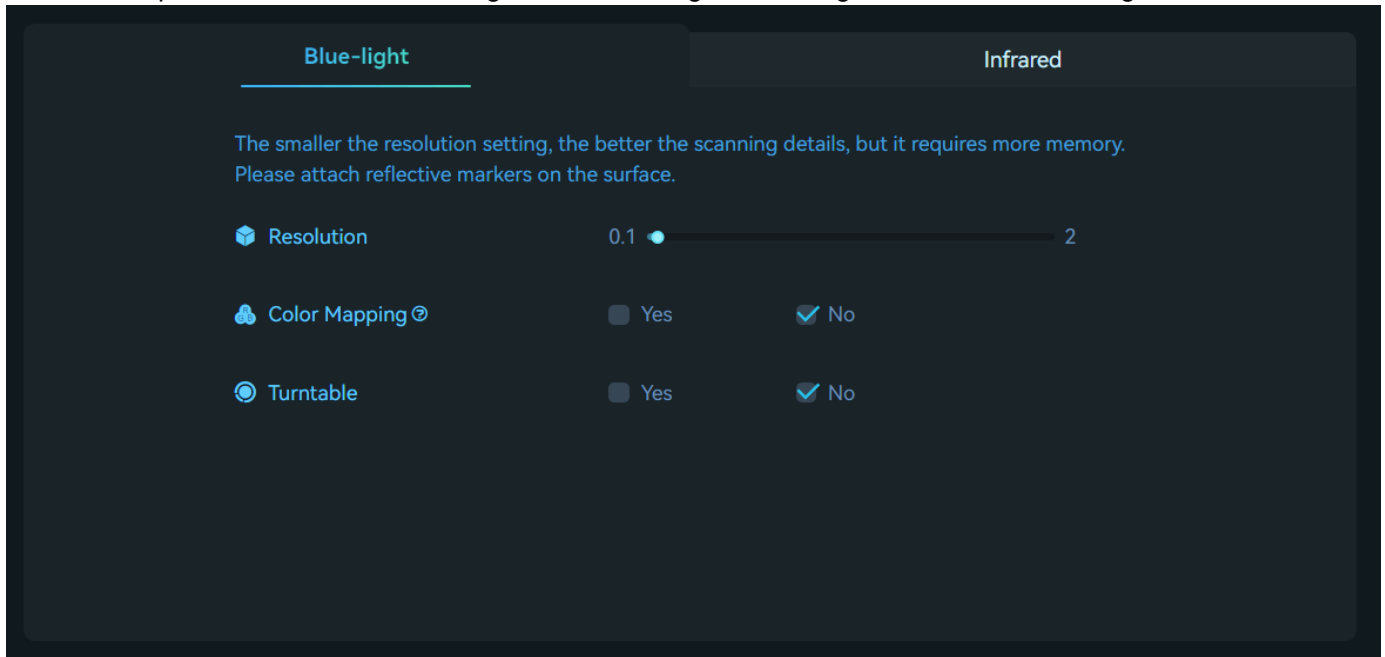 Blue-light
Infrared
The smaller the resolution setting, the better the scanning details, but it requires more memory.
Please attach reflective markers on the surface.
Resolution 0.1 2
Color Mapping Yes No
Turntable Yes No